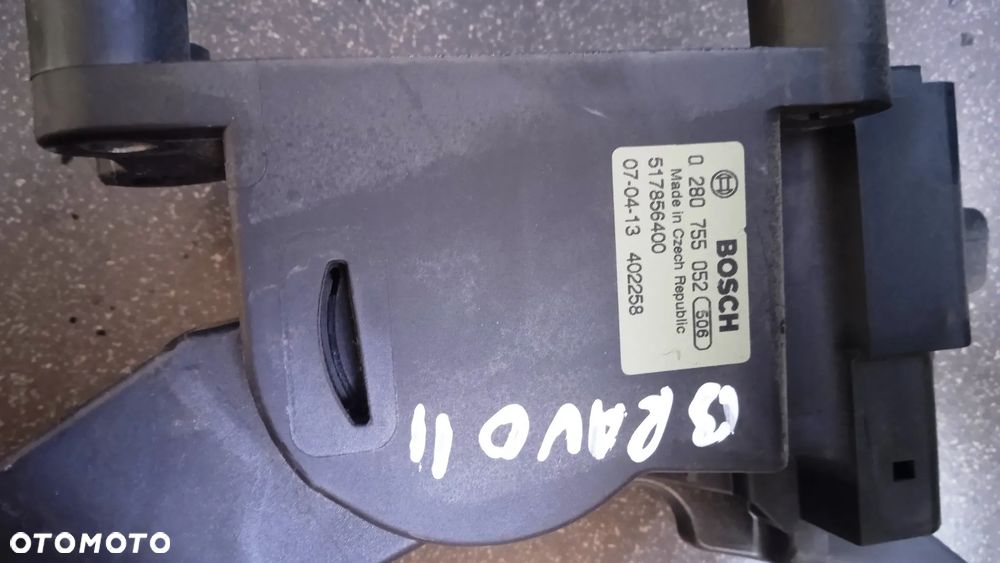 BOSCH
0 280 755 052 506
Made in Czech Republic
517856400
07-04-13 402258
BRAVO II
OTOMOTO